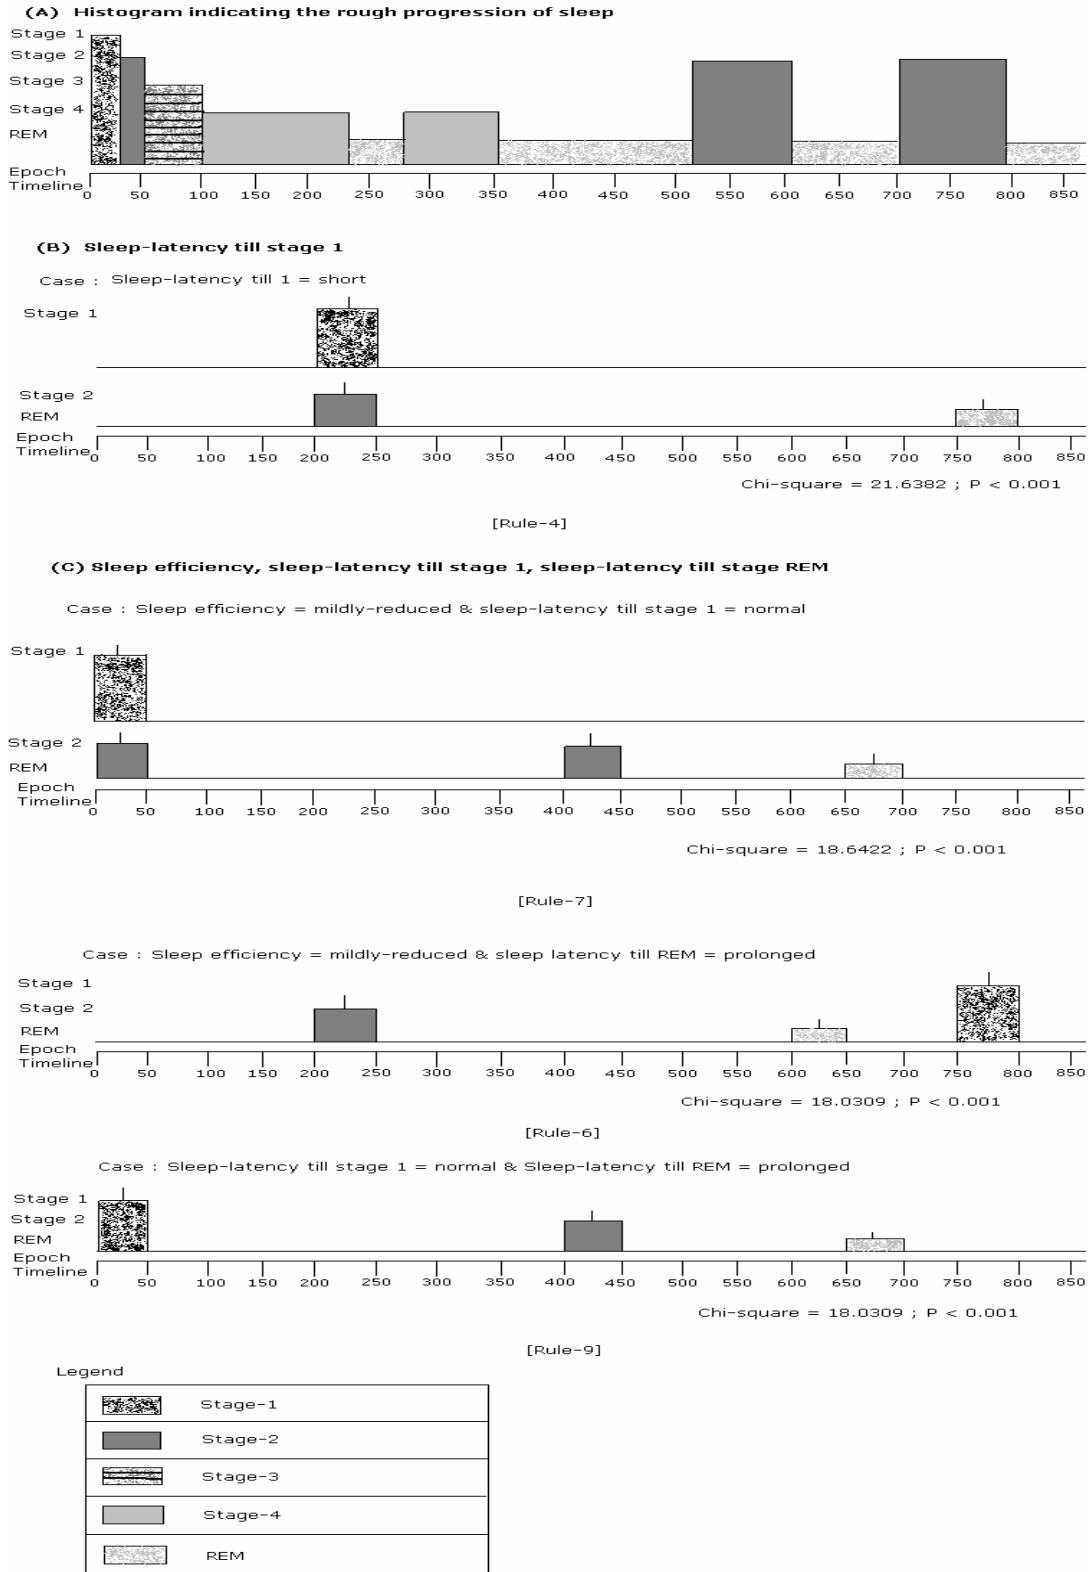 (A) Histogram indicating the rough progression of sleep
Stage 1
Stage 2
Stage 3
Stage 4
REM
Epoch
Timeline
0 50 100 150 200 250 300 350 400 450 500 550 600 650 700 750 800 850
(B) Sleep-latency till stage 1
Case : Sleep-latency till 1 = short
Stage 1
Stage 2
REM
Epoch
Timeline
0 50 100 150 200 250 300 350 400 450 500 550 600 650 700 750 800 850
Chi-square = 21.6382 ; P < 0.001
[Rule-4]
(C) Sleep efficiency, sleep-latency till stage 1, sleep-latency till stage REM
Case : Sleep efficiency = mildly-reduced & sleep-latency till stage 1 = normal
Stage 1
Stage 2
REM
Epoch
Timeline
0 50 100 150 200 250 300 350 400 450 500 550 600 650 700 750 800 850
Chi-square = 18.6422 ; P < 0.001
[Rule-7]
Case : Sleep efficiency = mildly-reduced & sleep latency till REM = prolonged
Stage 1
Stage 2
REM
Epoch
Timeline
0 50 100 150 200 250 300 350 400 450 500 550 600 650 700 750 800 850
Chi-square = 18.0309 ; P < 0.001
[Rule-6]
Case : Sleep-latency till stage 1 = normal & Sleep-latency till REM = prolonged
Stage 1
Stage 2
REM
Epoch
Timeline
0 50 100 150 200 250 300 350 400 450 500 550 600 650 700 750 800 850
Chi-square = 18.0309 ; P < 0.001
[Rule-9]
Legend
Stage-1
Stage-2
Stage-3
Stage-4
REM